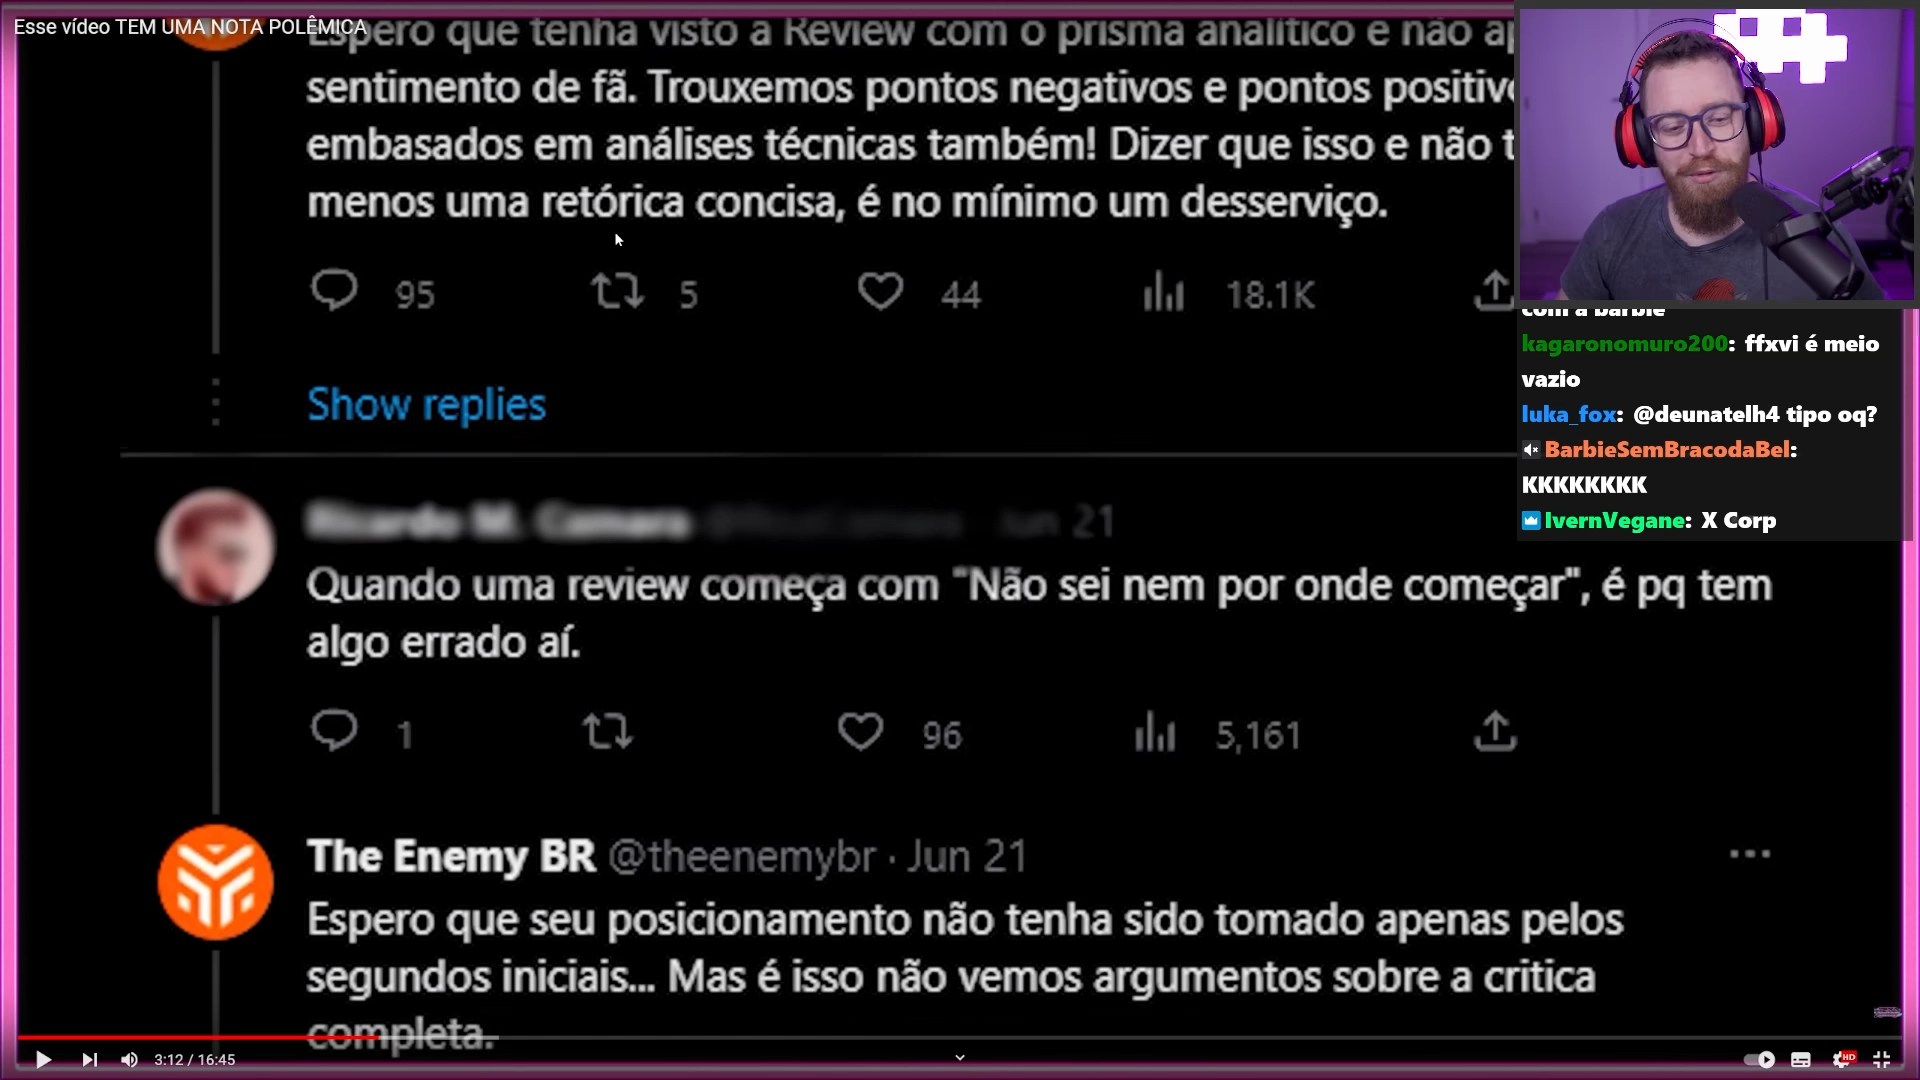 Esse vídeo TEM UMA NOTA POLÊMICA
Espero que tenha visto a Review com o prisma analítico e não
sentimento de fã. Trouxemos pontos negativos e pontos
embasados em análises técnicas também! Dizer que isso e não
menos uma retórica concisa, é no mínimo um desserviço.
95 5 44 18.1K
Show replies
Jun 21
Quando uma review começa com "Não sei nem por onde começar", é pq tem
algo errado aí.
1 96 5,161
The Enemy BR @theenemybr · Jun 21
Espero que seu posicionamento não tenha sido tomado apenas pelos
segundos iniciais... Mas é isso não vemos argumentos sobre a critica
completa.
3:12 / 16:45
HD
com a barbie
kagaronomuro200: ffxvi é meio
vazio
luka_fox: @deunatelh4 tipo oq?
BarbieSemBracodaBel:
KKKKKKKK
IvernVegane: X Corp